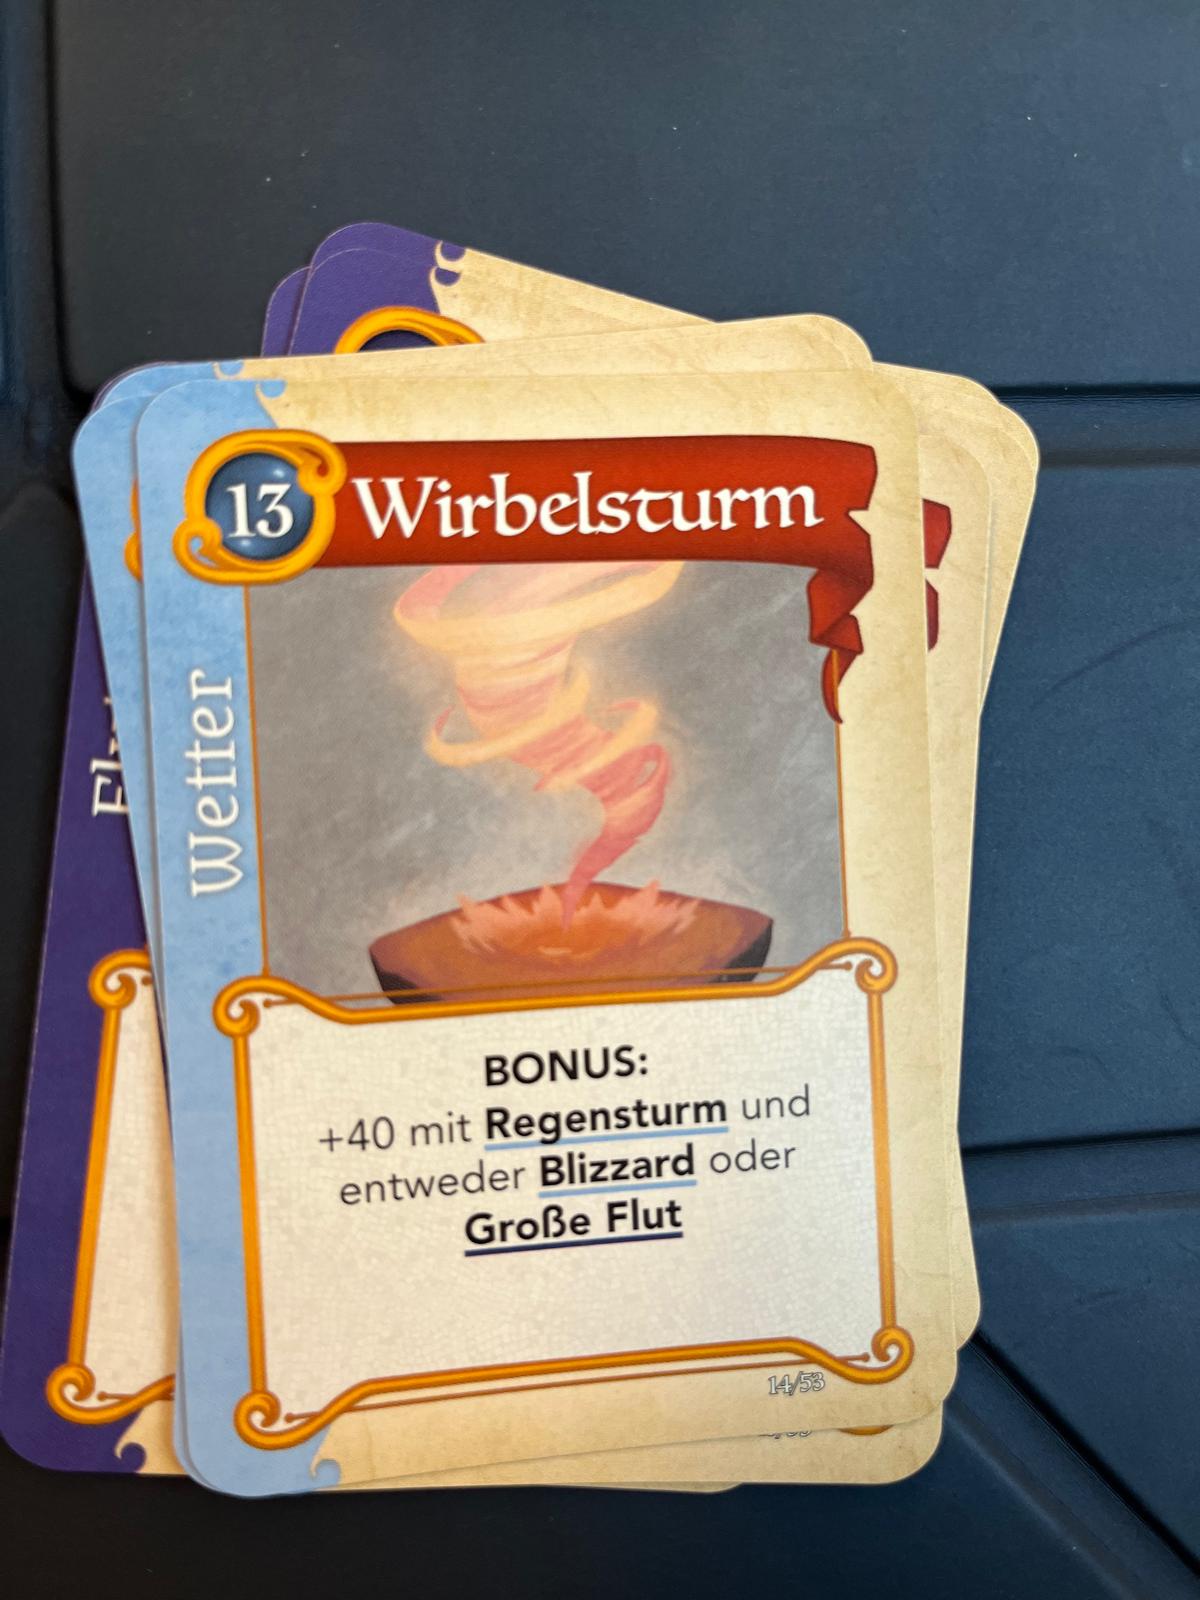 13
Wirbelsturm
Wetter
BONUS:
+40 mit Regensturm und
entweder Blizzard oder
Große Flut
14/53